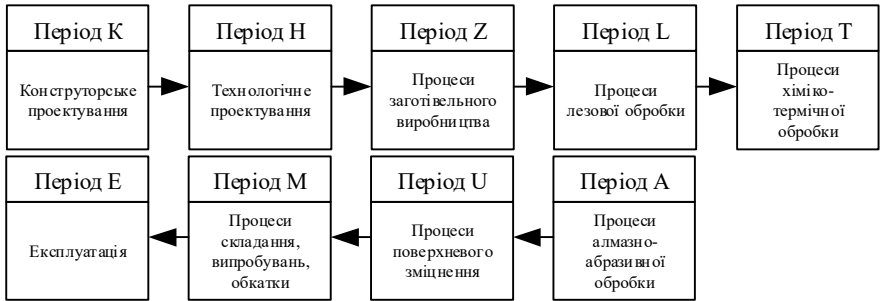 Період К
Конструторське
проектування
Період Н
Технологічне
проектування
Період Z
Процеси
заготівельного
виробництва
Період L
Процеси
лезової обробки
Період Т
Процеси
хіміко-
термічної
обробки
Період Е
Експлуатація
Період М
Процеси
складання,
випробувань,
обкатки
Період U
Процеси
поверхневого
зміцнення
Період А
Процеси
алмазно-
абразивної
обробки